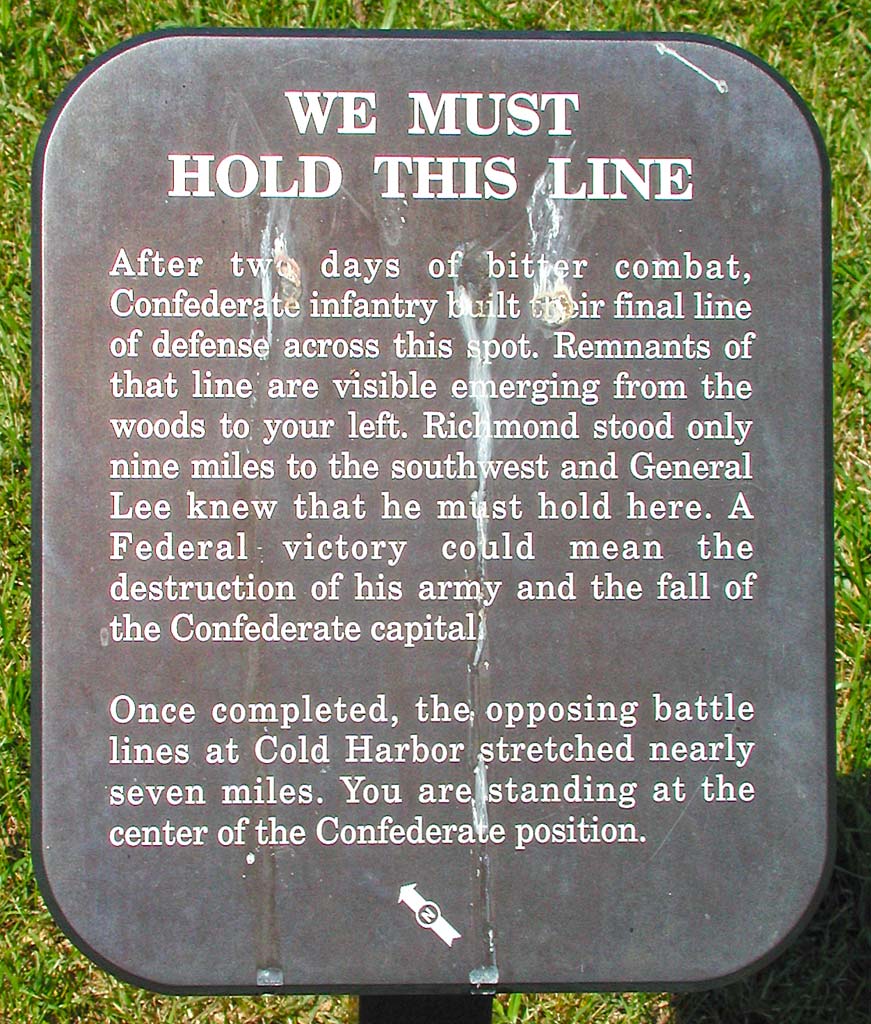 WE MUST
HOLD THIS LINE
After two days of bitter combat,
Confederate infantry built their final line
of defense across this spot. Remnants of
that line are visible emerging from the
woods to your left. Richmond stood only
nine miles to the southwest and General
Lee knew that he must hold here. A
Federal victory could mean the
destruction of his army and the fall of
the Confederate capital.
Once completed, the opposing battle
lines at Cold Harbor stretched nearly
seven miles. You are standing at the
center of the Confederate position.
N